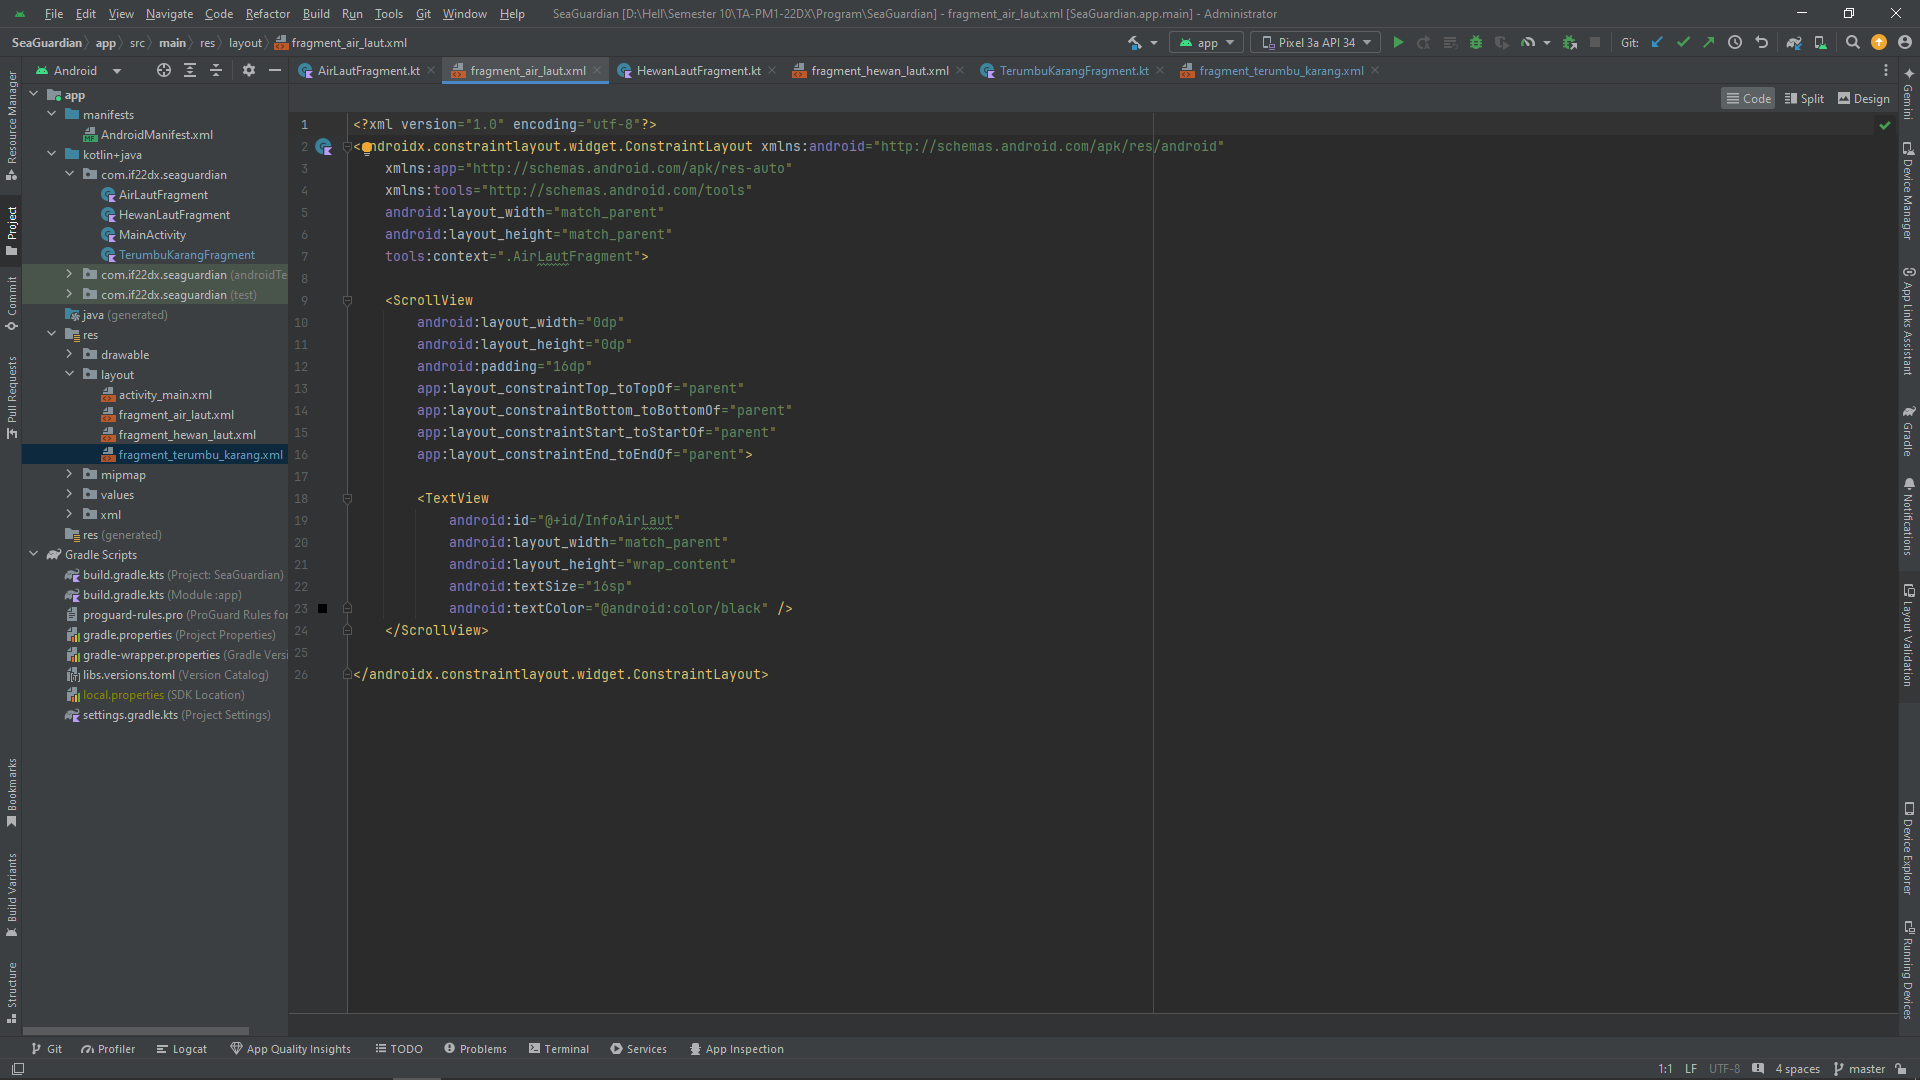 File Edit View Navigate Code Refactor Build Run Tools Git Window Help SeaGuardian [D:\Hell\Semester 10\TA-PM1-22DX\Program\SeaGuardian] - fragment_air_laut.xml [SeaGuardian.app.main] - Administrator
SeaGuardian app src main res layout fragment_air_laut.xml app Pixel 3a API 34 Git:
Android AirLautFragment.kt fragment_air_laut.xml HewanLautFragment.kt fragment_hewan_laut.xml TerumbuKarangFragment.kt fragment_terumbu_karang.xml
Code Split Design
Resource Manager
Project
Commit
Pull Requests
Bookmarks
Build Variants
Structure
app
manifests
AndroidManifest.xml
kotlin+java
com.if22dx.seaguardian
AirLautFragment
HewanLautFragment
MainActivity
TerumbuKarangFragment
com.if22dx.seaguardian (androidTe
com.if22dx.seaguardian (test)
java (generated)
res
drawable
layout
activity_main.xml
fragment_air_laut.xml
fragment_hewan_laut.xml
fragment_terumbu_karang.xml
mipmap
values
xml
res (generated)
Gradle Scripts
build.gradle.kts (Project: SeaGuardian)
build.gradle.kts (Module :app)
proguard-rules.pro (ProGuard Rules for
gradle.properties (Project Properties)
gradle-wrapper.properties (Gradle Versi
libs.versions.toml (Version Catalog)
local.properties (SDK Location)
settings.gradle.kts (Project Settings)
1 <?xml version="1.0" encoding="utf-8"?>
2 <androidx.constraintlayout.widget.ConstraintLayout xmlns:android="http://schemas.android.com/apk/res/android"
3 xmlns:app="http://schemas.android.com/apk/res-auto"
4 xmlns:tools="http://schemas.android.com/tools"
5 android:layout_width="match_parent"
6 android:layout_height="match_parent"
7 tools:context=".AirLautFragment">
8
9 <ScrollView
10 android:layout_width="0dp"
11 android:layout_height="0dp"
12 android:padding="16dp"
13 app:layout_constraintTop_toTopOf="parent"
14 app:layout_constraintBottom_toBottomOf="parent"
15 app:layout_constraintStart_toStartOf="parent"
16 app:layout_constraintEnd_toEndOf="parent">
17
18 <TextView
19 android:id="@+id/InfoAirLaut"
20 android:layout_width="match_parent"
21 android:layout_height="wrap_content"
22 android:textSize="16sp"
23 android:textColor="@android:color/black" />
24 </ScrollView>
25
26 </androidx.constraintlayout.widget.ConstraintLayout>
Gemini
Device Manager
App Links Assistant
Gradle
Notifications
Layout Validation
Device Explorer
Running Devices
Git Profiler Logcat App Quality Insights TODO Problems Terminal Services App Inspection
1:1 LF UTF-8 4 spaces master